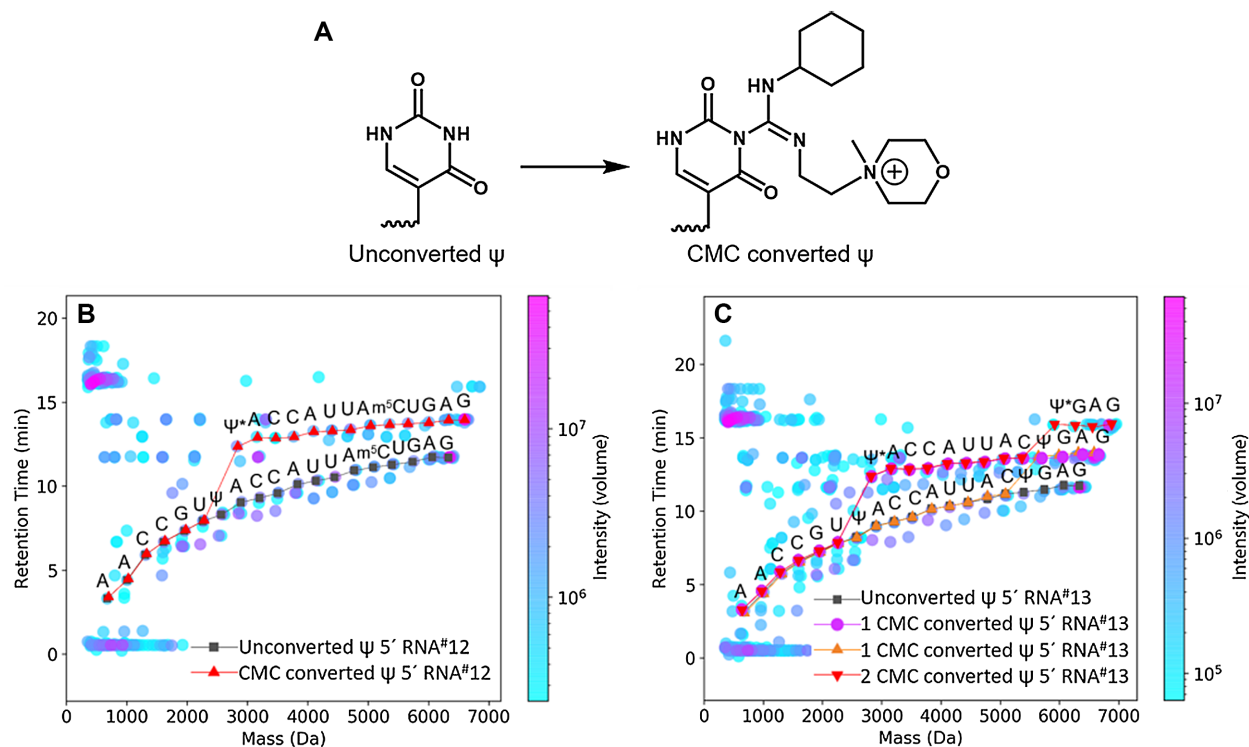 A
O
HN
NH
O
Unconverted ψ
HN
O
HN
N
N
O
N
+
O
CMC converted ψ
B
Retention Time (min)
20
15
10
5
0
0 1000 2000 3000 4000 5000 6000 7000
Mass (Da)
Ψ*ACCAUUAm⁵CUGAG
AACCGUΨACCAUUAm⁵CUGAG
Unconverted ψ 5´ RNA#12
CMC converted ψ 5´ RNA#12
10⁷
10⁶
Intensity (volume)
C
Retention Time (min)
20
15
10
5
0
0 1000 2000 3000 4000 5000 6000 7000
Mass (Da)
Ψ*GAG
Ψ*ACCAUUACΨGAG
AACCGUΨACCAUUACΨGAG
Unconverted ψ 5´ RNA#13
1 CMC converted ψ 5´ RNA#13
1 CMC converted ψ 5´ RNA#13
2 CMC converted ψ 5´ RNA#13
10⁷
10⁶
10⁵
Intensity (volume)